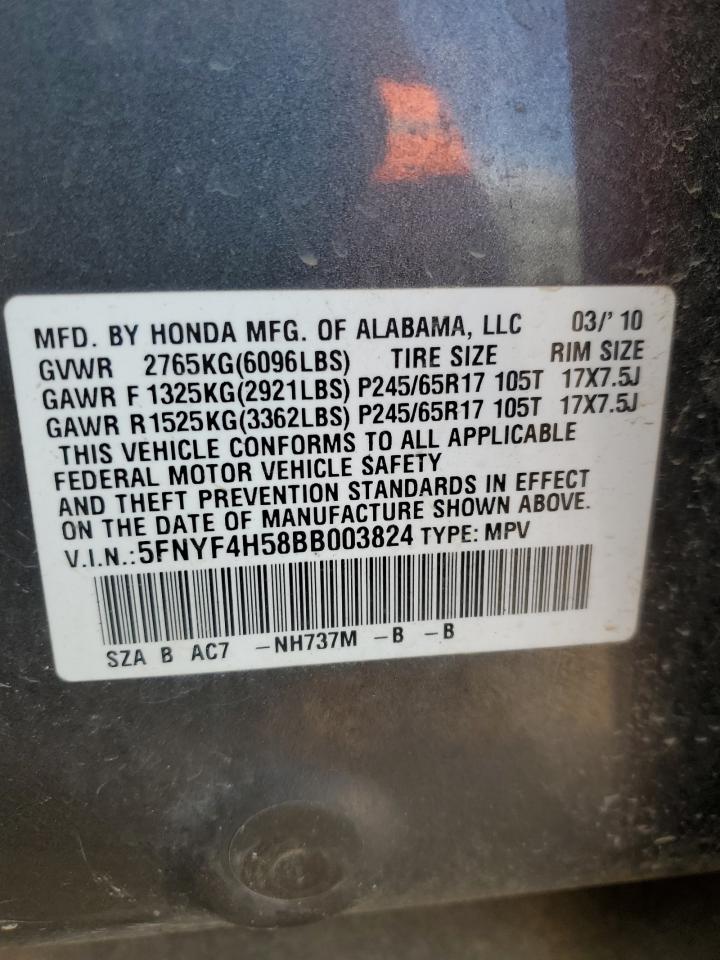 MFD. BY HONDA MFG. OF ALABAMA, LLC 03/'10
GVWR 2765KG(6096LBS) TIRE SIZE RIM SIZE
GAWR F 1325KG(2921LBS) P245/65R17 105T 17X7.5J
GAWR R1525KG(3362LBS) P245/65R17 105T 17X7.5J
THIS VEHICLE CONFORMS TO ALL APPLICABLE
FEDERAL MOTOR VEHICLE SAFETY
AND THEFT PREVENTION STANDARDS IN EFFECT
ON THE DATE OF MANUFACTURE SHOWN ABOVE.
V.I.N.: 5FNYF4H58BB003824 TYPE: MPV
SZA B AC7 -NH737M -B -B